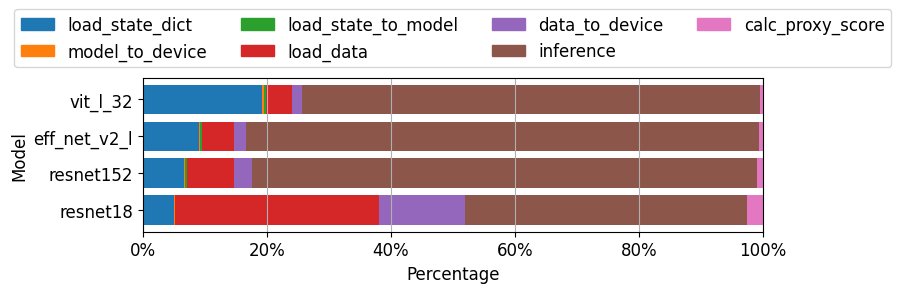 load_state_dict load_state_to_model data_to_device calc_proxy_score
model_to_device load_data inference
vit_l_32
eff_net_v2_l
resnet152
resnet18
Model
0% 20% 40% 60% 80% 100%
Percentage